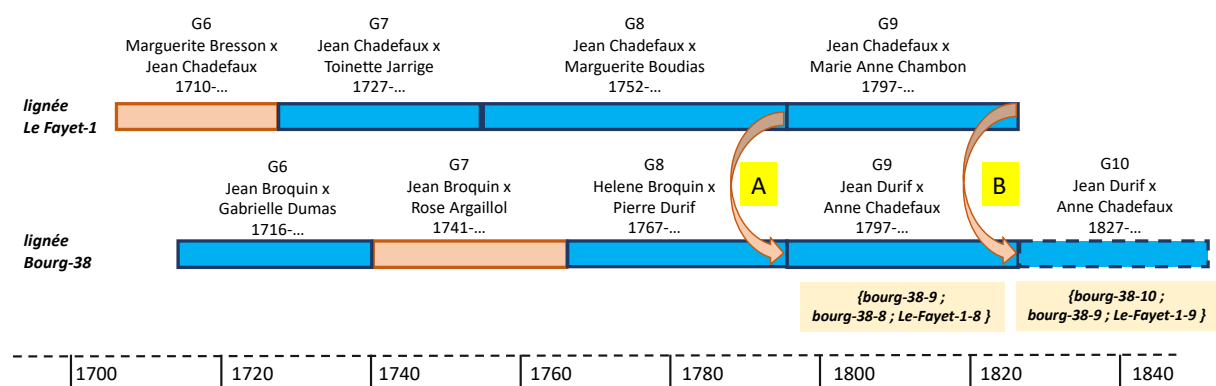 G6
Marguerite Bresson x
Jean Chadefaux
1710-...
G7
Jean Chadefaux x
Toinette Jarrige
1727-...
G8
Jean Chadefaux x
Marguerite Boudias
1752-...
G9
Jean Chadefaux x
Marie Anne Chambon
1797-...
lignée
Le Fayet-1
G6
Jean Broquin x
Gabrielle Dumas
1716-...
G7
Jean Broquin x
Rose Argaillol
1741-...
G8
Helene Broquin x
Pierre Durif
1767-...
A
G9
Jean Durif x
Anne Chadefaux
1797-...
B
G10
Jean Durif x
Anne Chadefaux
1827-...
lignée
Bourg-38
{bourg-38-9 ;
bourg-38-8 ; Le-Fayet-1-8 }
{bourg-38-10 ;
bourg-38-9 ; Le-Fayet-1-9 }
1700 1720 1740 1760 1780 1800 1820 1840